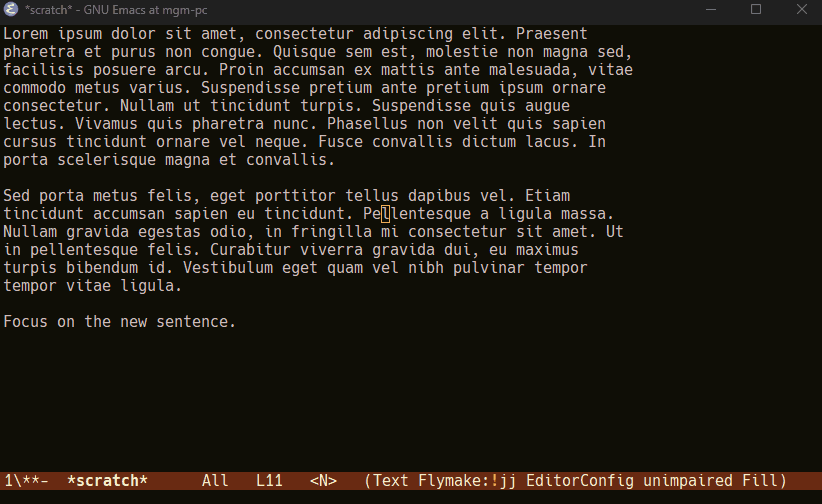 *scratch* - GNU Emacs at mgm-pc
Lorem ipsum dolor sit amet, consectetur adipiscing elit. Praesent
pharetra et purus non congue. Quisque sem est, molestie non magna sed,
facilisis posuere arcu. Proin accumsan ex mattis ante malesuada, vitae
commodo metus varius. Suspendisse pretium ante pretium ipsum ornare
consectetur. Nullam ut tincidunt turpis. Suspendisse quis augue
lectus. Vivamus quis pharetra nunc. Phasellus non velit quis sapien
cursus tincidunt ornare vel neque. Fusce convallis dictum lacus. In
porta scelerisque magna et convallis.
Sed porta metus felis, eget porttitor tellus dapibus vel. Etiam
tincidunt accumsan sapien eu tincidunt. Pellentesque a ligula massa.
Nullam gravida egestas odio, in fringilla mi consectetur sit amet. Ut
in pellentesque felis. Curabitur viverra gravida dui, eu maximus
turpis bibendum id. Vestibulum eget quam vel nibh pulvinar tempor
tempor vitae ligula.
Focus on the new sentence.
1\**-  *scratch*      All   L11   <N>   (Text Flymake:!jj EditorConfig unimpaired Fill)